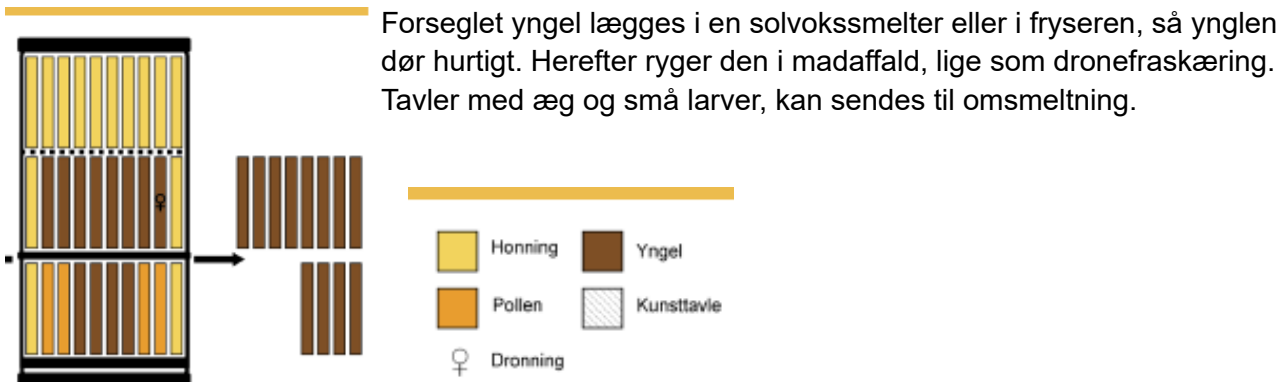 Forseglet yngel lægges i en solvokssmelter eller i fryseren, så ynglen
dør hurtigt. Herefter ryger den i madaffald, lige som dronefraskæring.
Tavler med æg og små larver, kan sendes til omsmeltning.
Honning
Yngel
Pollen
Kunsttavle
♀ Dronning